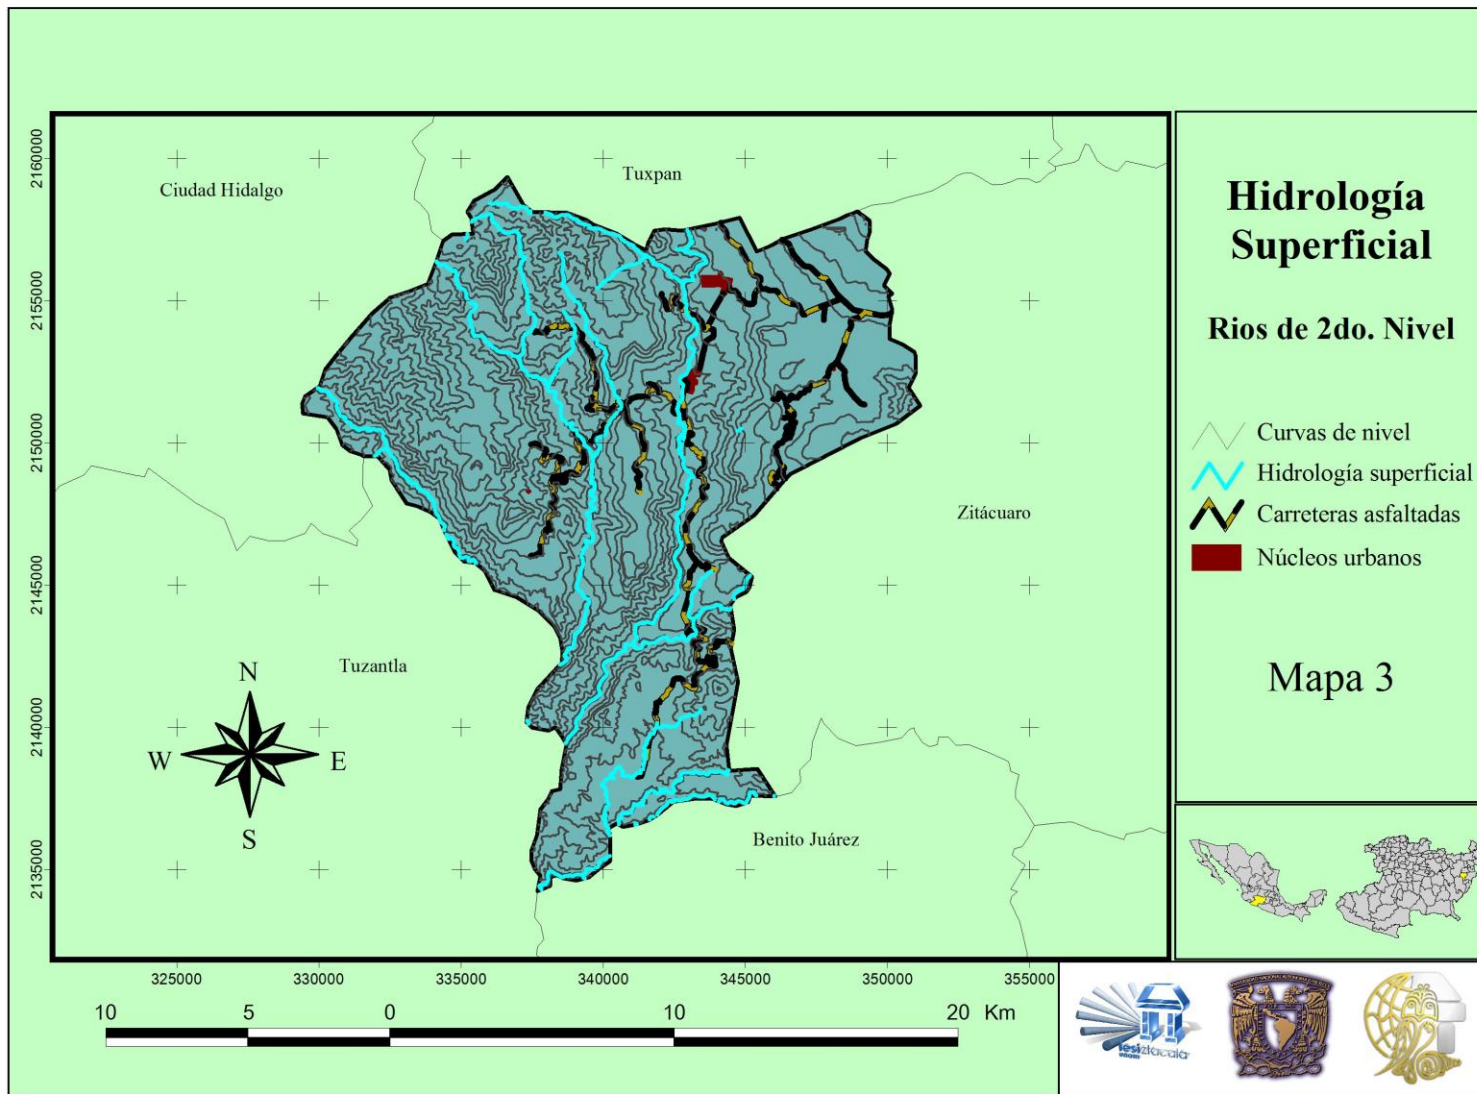 Ciudad Hidalgo
Tuxpan
Zitácuaro
Tuzantla
Benito Juárez
N
W
E
S
2160000
2155000
2150000
2145000
2140000
2135000
325000
330000
335000
340000
345000
350000
355000
10
5
0
10
20
Km
Hidrología
Superficial
Rios de 2do. Nivel
Curvas de nivel
Hidrología superficial
Carreteras asfaltadas
Núcleos urbanos
Mapa 3
iesiztacala